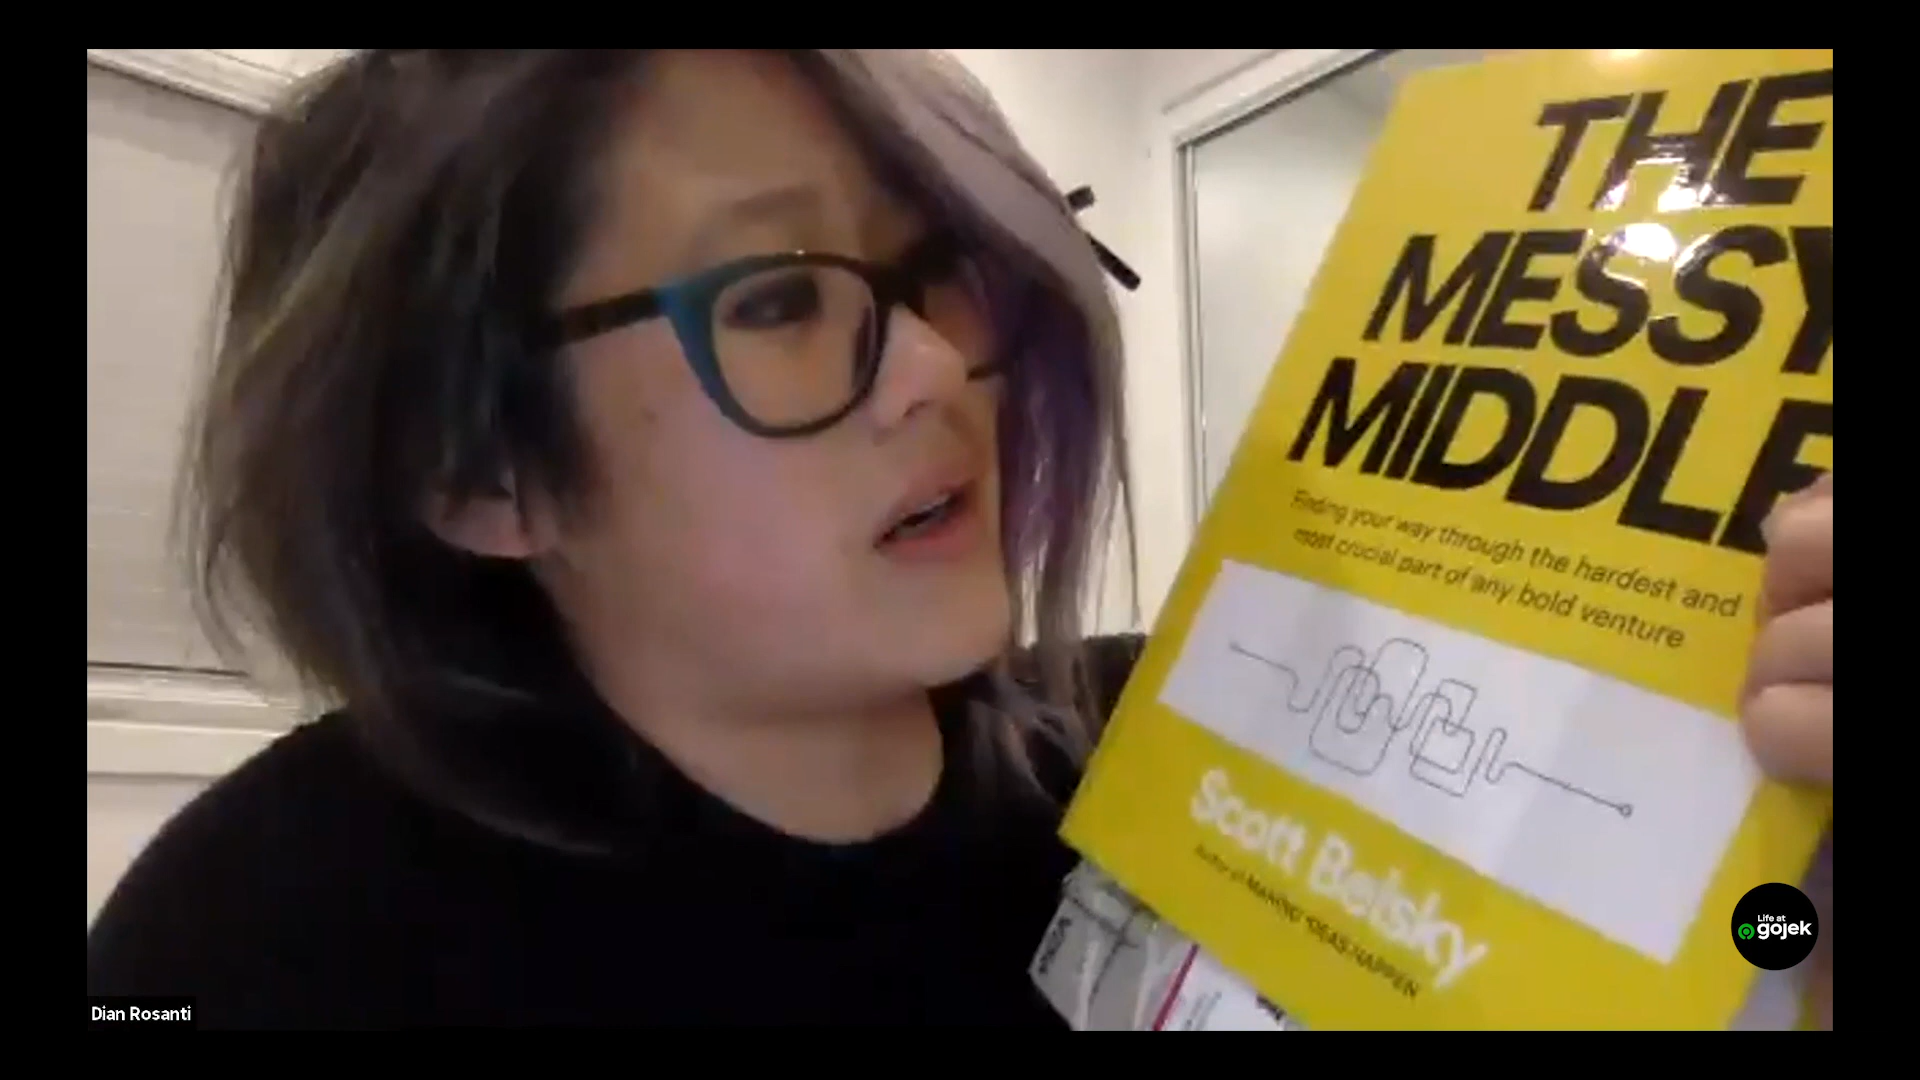 THE
MESSY
MIDDLE
Finding your way through the hardest and
most crucial part of any bold venture
Scott Belsky
Author of MAKING IDEAS HAPPEN
Life at
gojek
Dian Rosanti